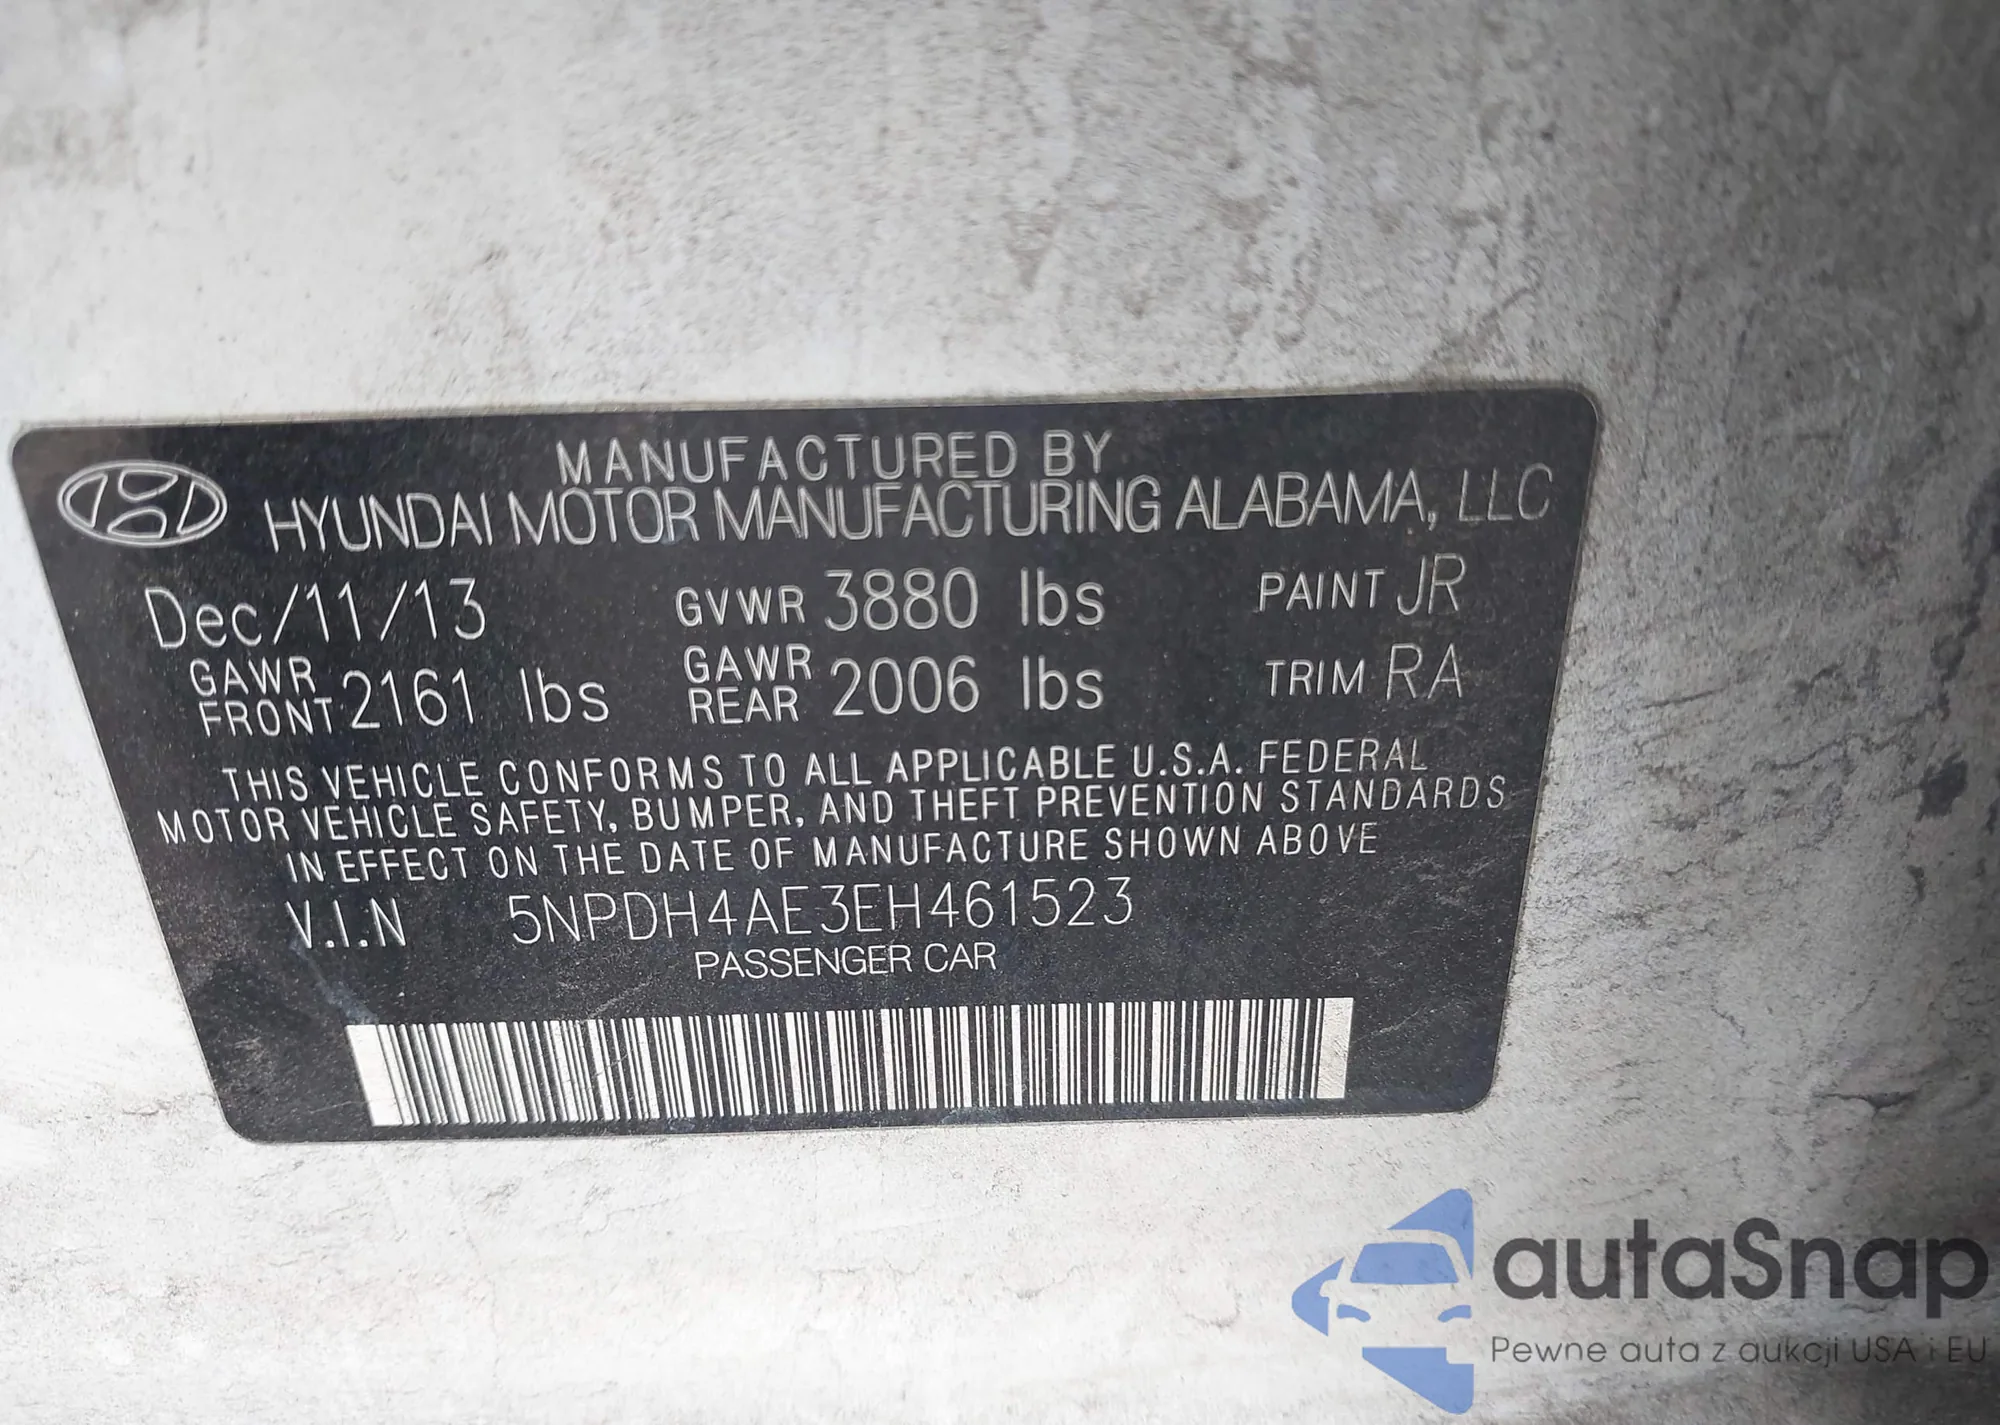 MANUFACTURED BY
HYUNDAI MOTOR MANUFACTURING ALABAMA, LLC
Dec/11/13 GVWR 3880 lbs PAINT JR
GAWR FRONT 2161 lbs GAWR REAR 2006 lbs TRIM RA
THIS VEHICLE CONFORMS TO ALL APPLICABLE U.S.A. FEDERAL
MOTOR VEHICLE SAFETY, BUMPER, AND THEFT PREVENTION STANDARDS
IN EFFECT ON THE DATE OF MANUFACTURE SHOWN ABOVE
V.I.N 5NPDH4AE3EH461523
PASSENGER CAR
autaSnap
Pewne auta z aukcji USA i EU